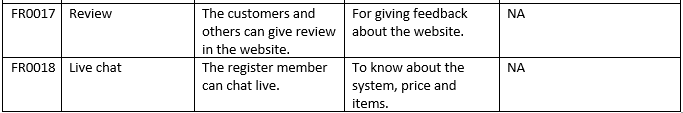 FR0017 Review The customers and others can give review in the website. For giving feedback about the website. NA
FR0018 Live chat The register member can chat live. To know about the system, price and items. NA